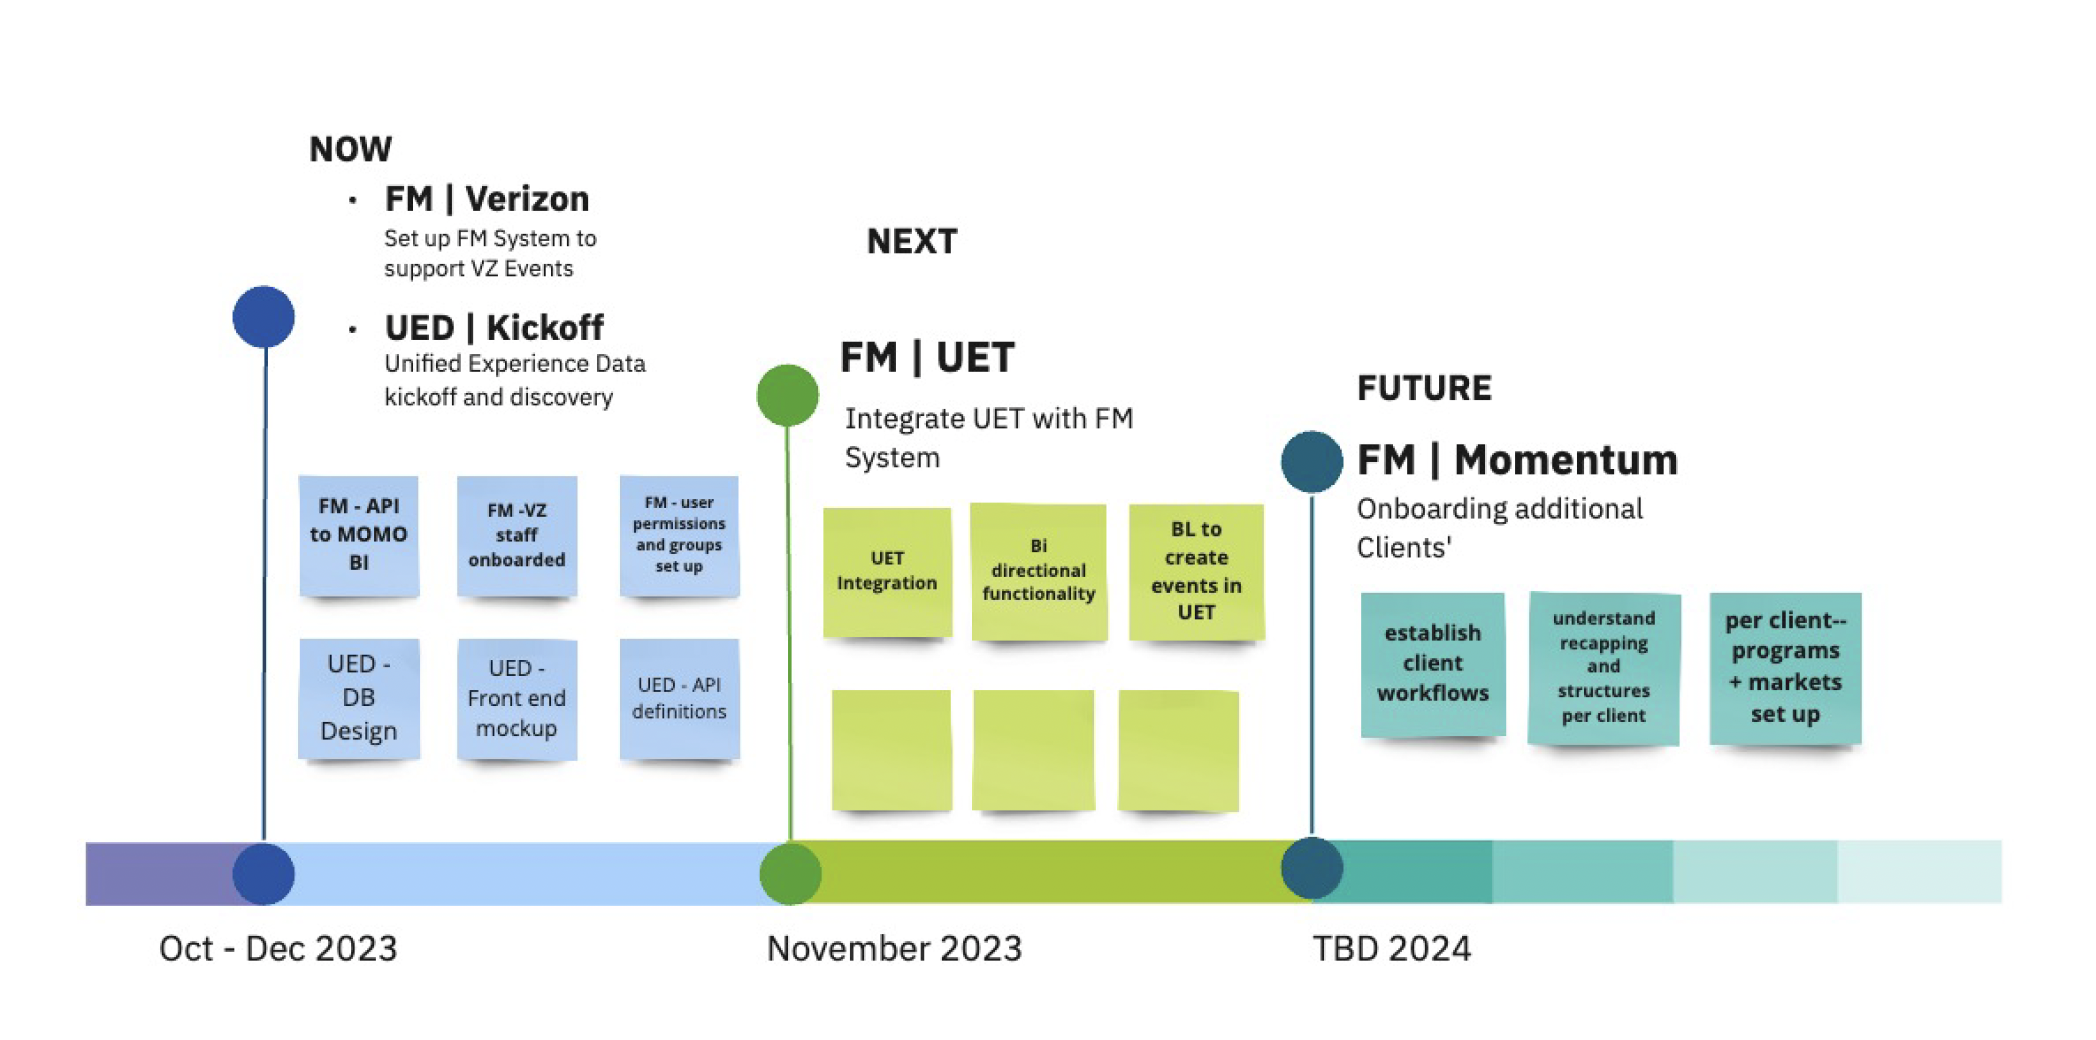 NOW
• FM | Verizon
Set up FM System to
support VZ Events
• UED | Kickoff
Unified Experience Data
kickoff and discovery
FM - API
to MOMO
BI
FM -VZ
staff
onboarded
FM - user
permissions
and groups
set up
UED -
DB
Design
UED -
Front end
mockup
UED - API
definitions
NEXT
FM | UET
Integrate UET with FM
System
UET
Integration
Bi
directional
functionality
BL to
create
events in
UET
FUTURE
FM | Momentum
Onboarding additional
Clients'
establish
client
workflows
understand
recapping
and
structures
per client
per client--
programs
+ markets
set up
Oct - Dec 2023
November 2023
TBD 2024